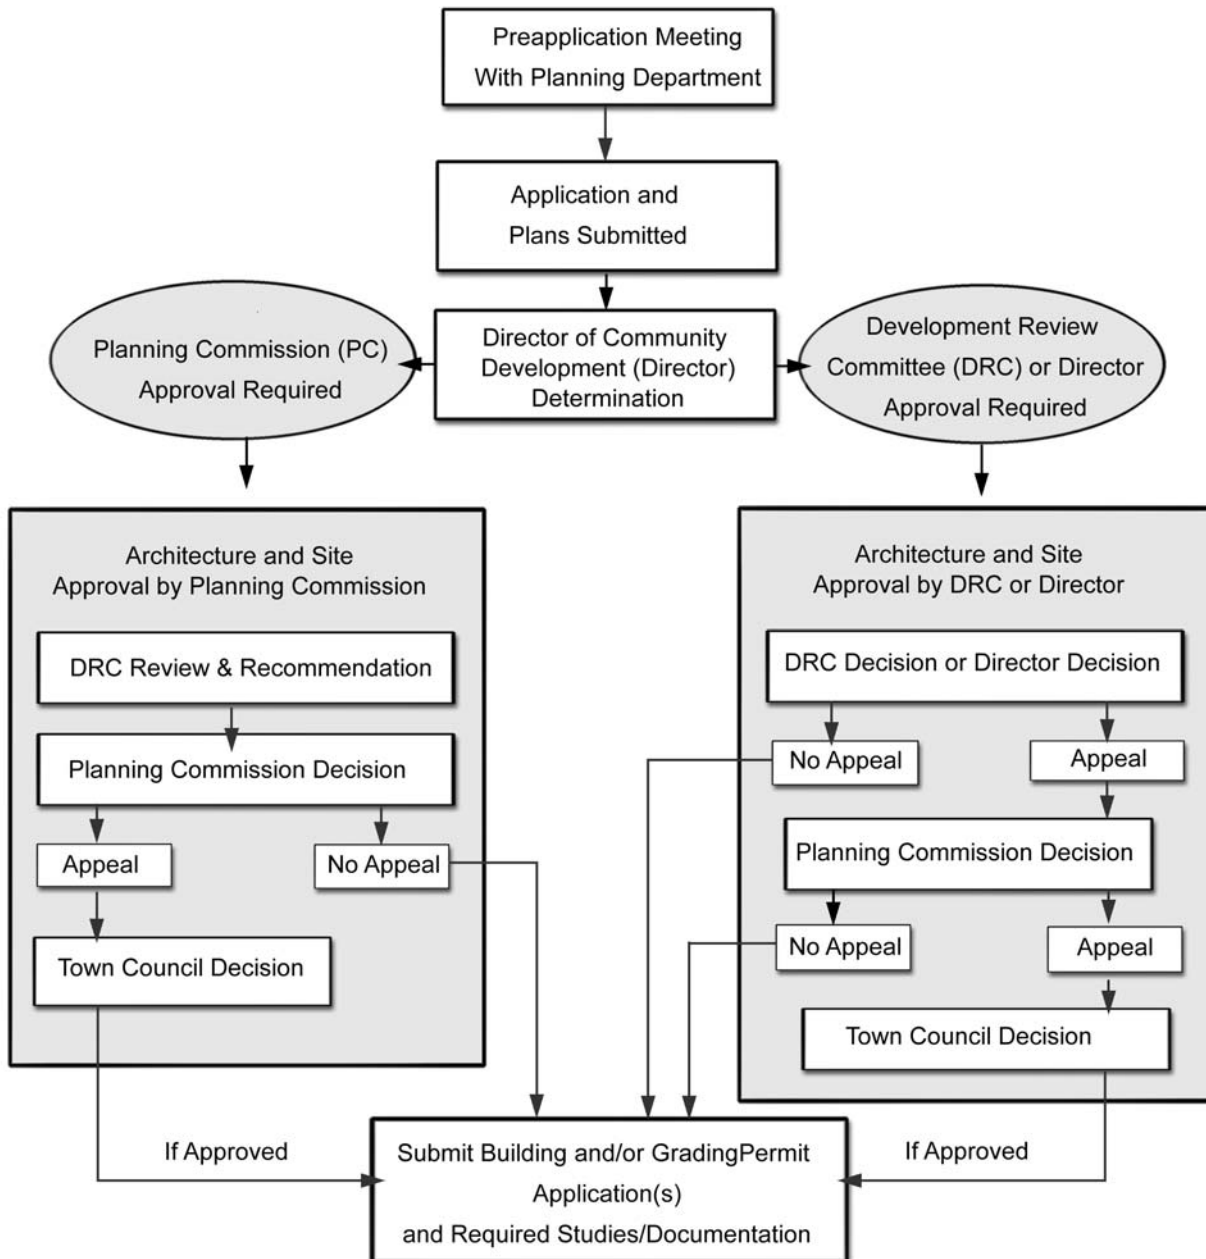 Preapplication Meeting
With Planning Department
Application and
Plans Submitted
Planning Commission (PC)
Approval Required
Director of Community
Development (Director)
Determination
Development Review
Committee (DRC) or Director
Approval Required
Architecture and Site
Approval by Planning Commission
DRC Review & Recommendation
Planning Commission Decision
Appeal
No Appeal
Town Council Decision
Architecture and Site
Approval by DRC or Director
DRC Decision or Director Decision
No Appeal
Appeal
Planning Commission Decision
No Appeal
Appeal
Town Council Decision
If Approved
Submit Building and/or GradingPermit
Application(s)
and Required Studies/Documentation
If Approved